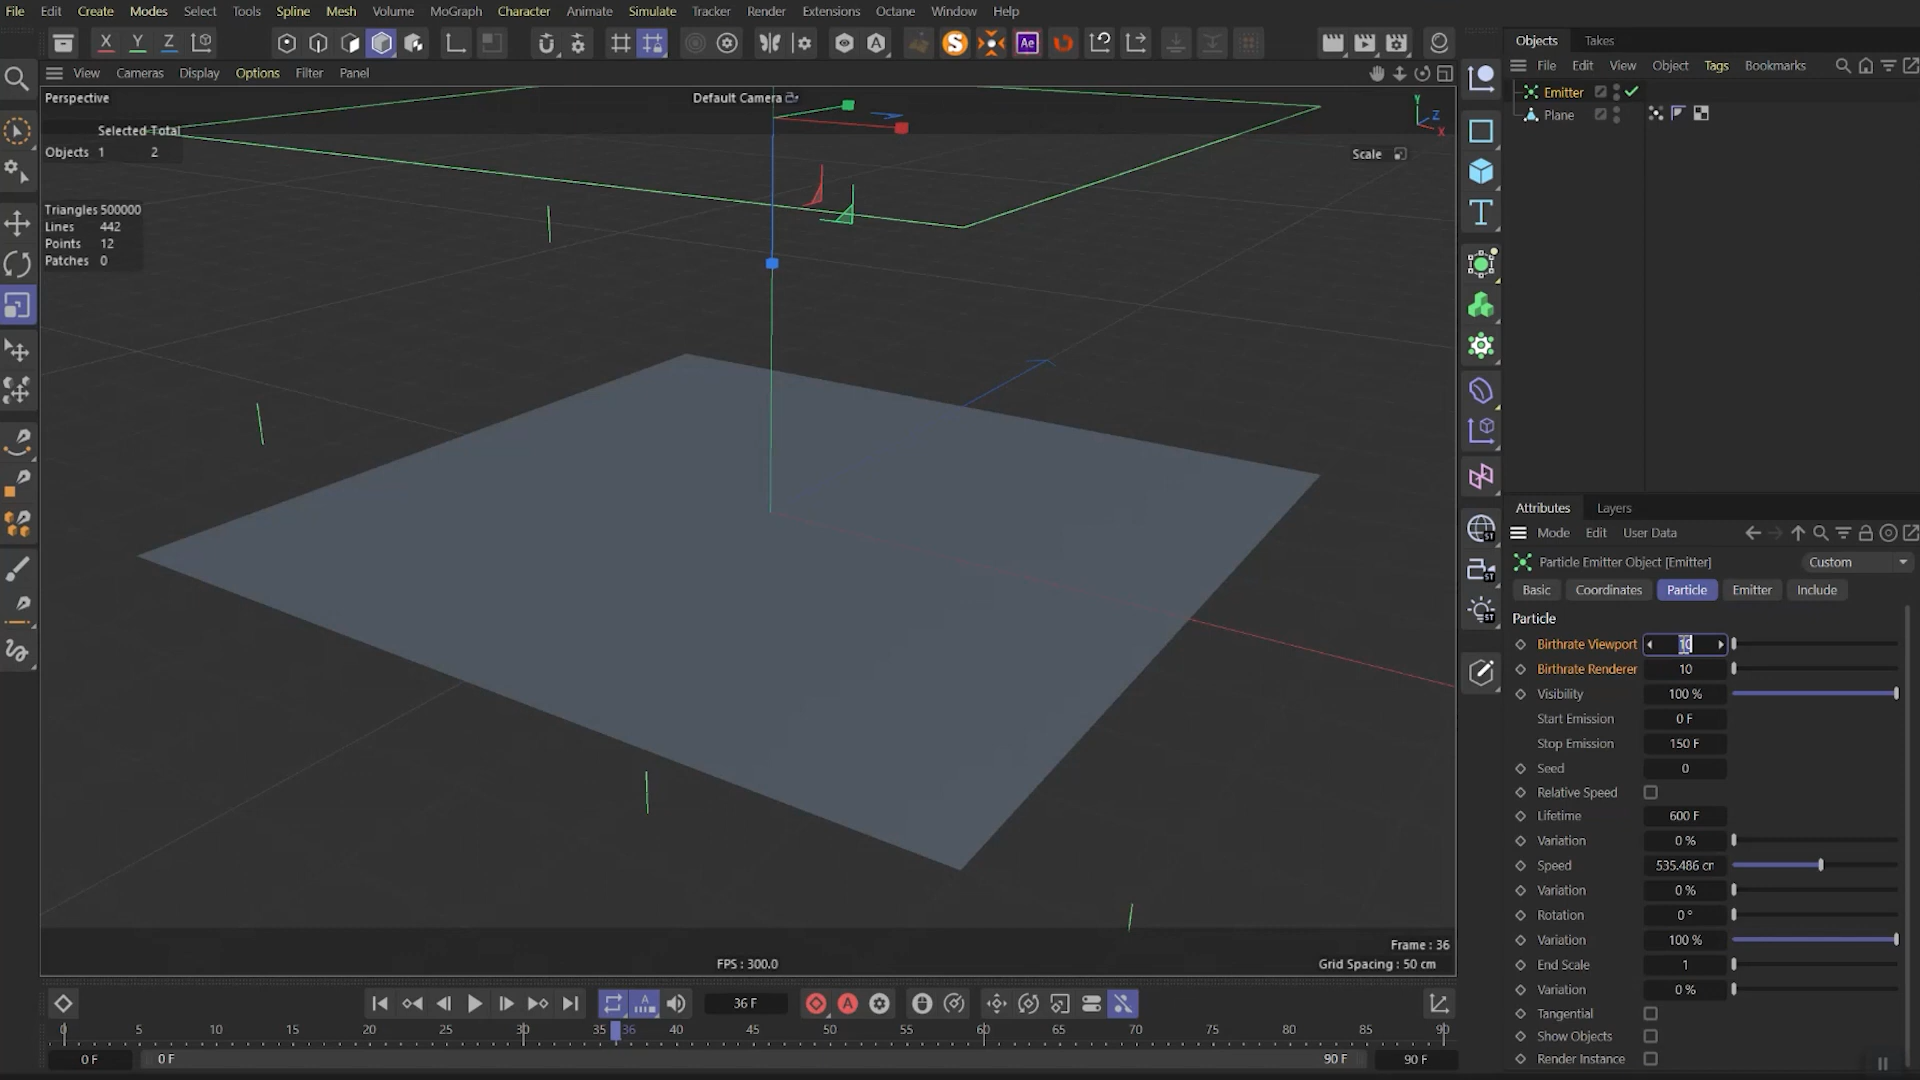 File Edit Create Modes Select Tools Spline Mesh Volume MoGraph Character Animate Simulate Tracker Render Extensions Octane Window Help
X Y Z
S
Ae
View Cameras Display Options Filter Panel
Perspective
Default Camera
Selected Total
Objects 1 2
Triangles 500000
Lines 442
Points 12
Patches 0
Y
Z
X
Scale
Frame : 36
FPS : 300.0
Grid Spacing : 50 cm
36 F
0 5 10 15 20 25 30 35 36 40 45 50 55 60 65 70 75 80 85 90
0 F 0 F 90 F 90 F
T
ST
ST
ST
Objects Takes
File Edit View Object Tags Bookmarks
Emitter
Plane
Attributes Layers
Mode Edit User Data
Particle Emitter Object [Emitter] Custom
Basic Coordinates Particle Emitter Include
Particle
Birthrate Viewport 10
Birthrate Renderer 10
Visibility 100 %
Start Emission 0 F
Stop Emission 150 F
Seed 0
Relative Speed
Lifetime 600 F
Variation 0 %
Speed 535.486 cm
Variation 0 %
Rotation 0 °
Variation 100 %
End Scale 1
Variation 0 %
Tangential
Show Objects
Render Instance